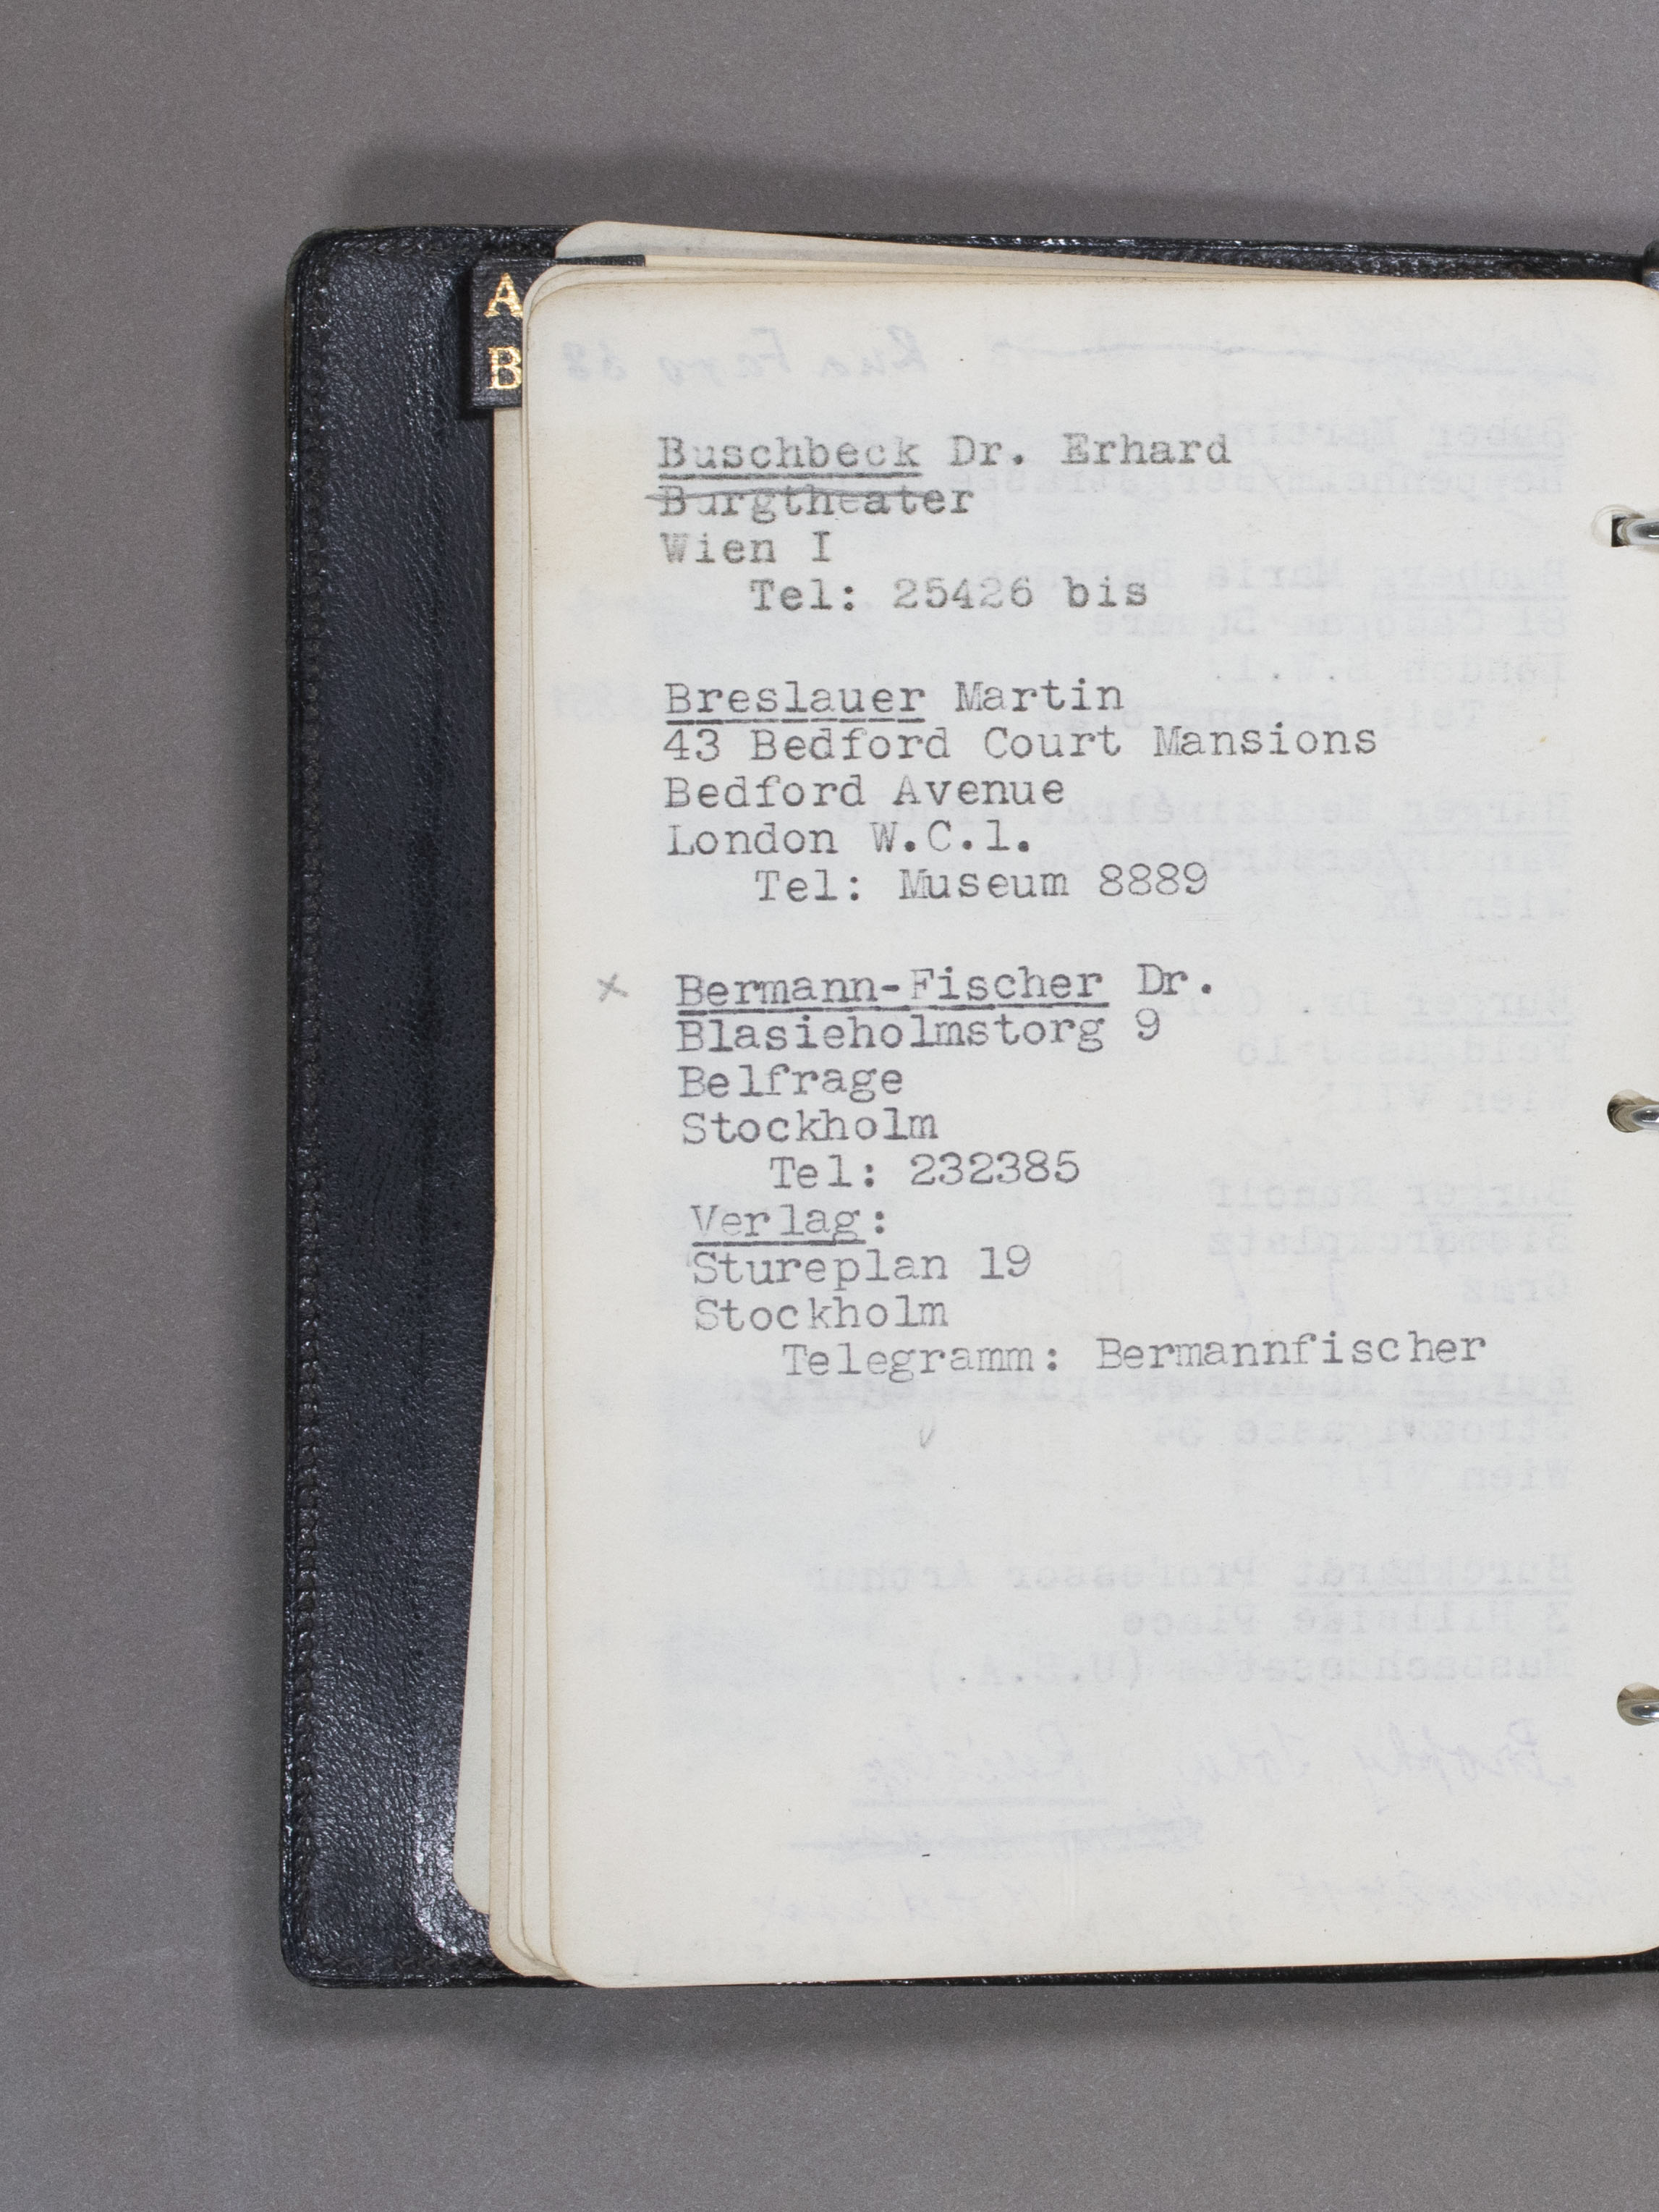 A
B
Buschbeck Dr. Erhard
Burgtheater
Wien I
Tel: 25426 bis
Breslauer Martin
43 Bedford Court Mansions
Bedford Avenue
London W.C.1.
Tel: Museum 8889
x Bermann-Fischer Dr.
Blasieholmstorg 9
Belfrage
Stockholm
Tel: 232385
Verlag:
Stureplan 19
Stockholm
Telegramm: Bermannfischer